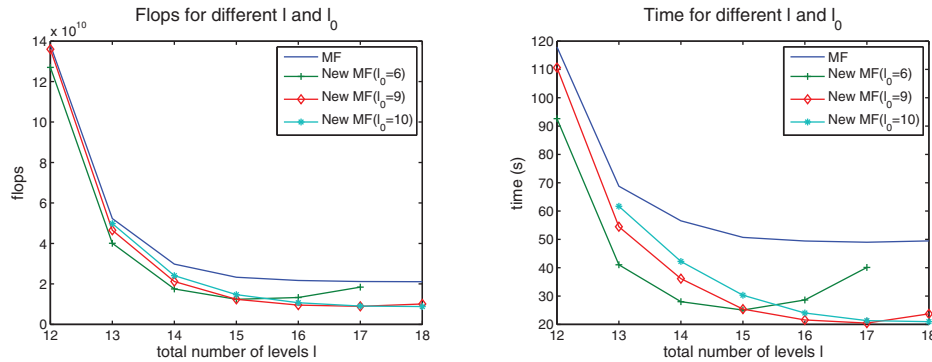 Flops for different l and l₀
x 10¹⁰
14
12
10
8
6
4
2
0
flops
12 13 14 15 16 17 18
total number of levels l
MF
New MF(l₀=6)
New MF(l₀=9)
New MF(l₀=10)
Time for different l and l₀
120
110
100
90
80
70
60
50
40
30
20
time (s)
12 13 14 15 16 17 18
total number of levels l
MF
New MF(l₀=6)
New MF(l₀=9)
New MF(l₀=10)